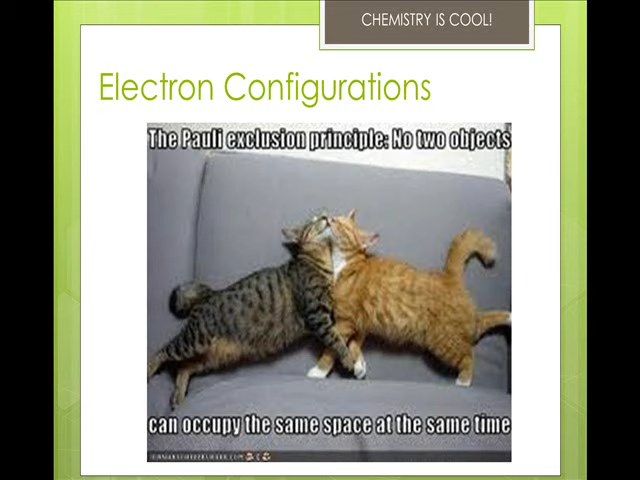 CHEMISTRY IS COOL!
Electron Configurations
The Pauli exclusion principle: No two objects
can occupy the same space at the same time